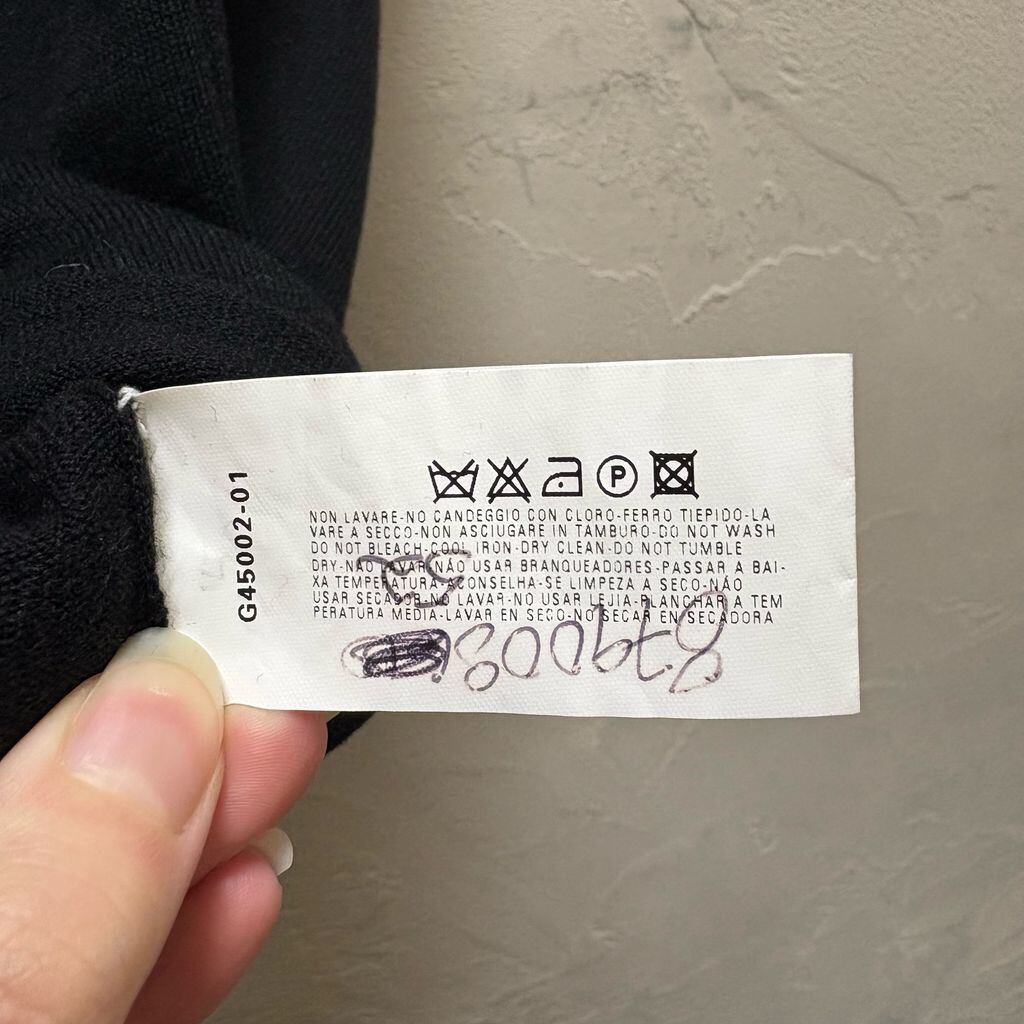 G45002-01
P
NON LAVARE-NO CANDEGGIO CON CLORO-FERRO TIEPIDO-LA
VARE A SECCO-NON ASCIUGARE IN TAMBURO-DO NOT WASH
DO NOT BLEACH-COOL IRON-DRY CLEAN-DO NOT TUMBLE
DRY-NÃO LAVAR-NÃO USAR BRANQUEADORES-PASSAR A BAI-
XA TEMPERATURA-ACONSELHA-SE LIMPEZA A SECO-NÃO
USAR SECADOR-NO LAVAR-NO USAR LEJIA-PLANCHAR A TEM
PERATURA MEDIA-LAVAR EN SECO-NO SECAR EN SECADORA